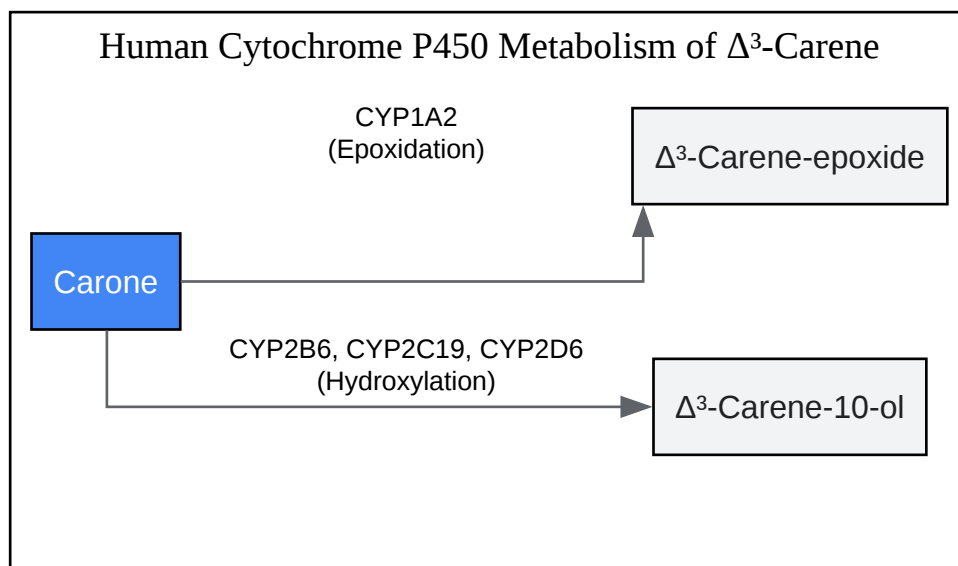 Human Cytochrome P450 Metabolism of Δ³-Carene
CYP1A2
(Epoxidation)
Δ³-Carene-epoxide
Carone
CYP2B6, CYP2C19, CYP2D6
(Hydroxylation)
Δ³-Carene-10-ol